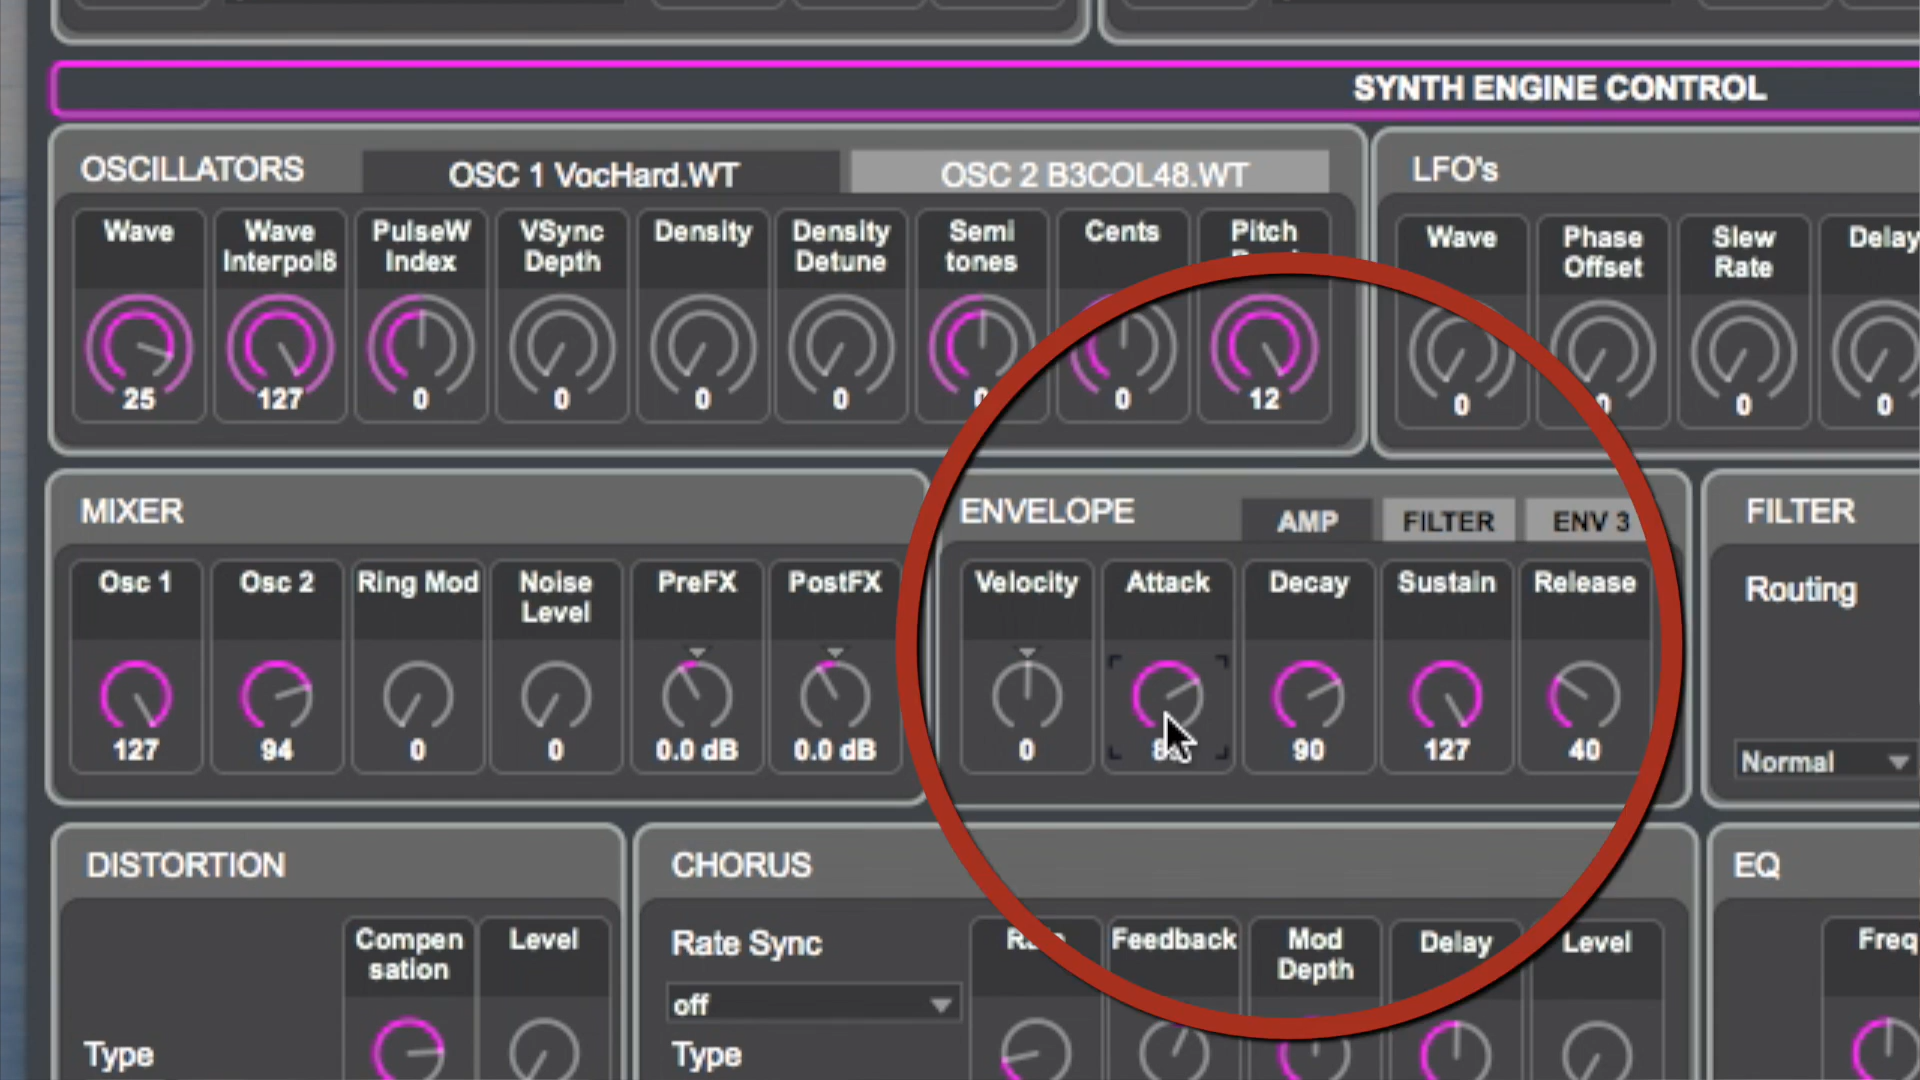 SYNTH ENGINE CONTROL
OSCILLATORS
OSC 1 VocHard.WT
OSC 2 B3COL48.WT
LFO's
Wave
Wave Interpol8
PulseW Index
VSync Depth
Density
Density Detune
Semi tones
Cents
Pitch
Wave
Phase Offset
Slew Rate
Delay
25
127
0
0
0
0
0
0
12
0
0
0
0
MIXER
ENVELOPE
AMP
FILTER
ENV 3
FILTER
Osc 1
Osc 2
Ring Mod
Noise Level
PreFX
PostFX
Velocity
Attack
Decay
Sustain
Release
Routing
127
94
0
0
0.0 dB
0.0 dB
0
90
127
40
Normal
DISTORTION
CHORUS
EQ
Compen sation
Level
Rate Sync
Feedback
Mod Depth
Delay
Level
Freq
off
Type
Type